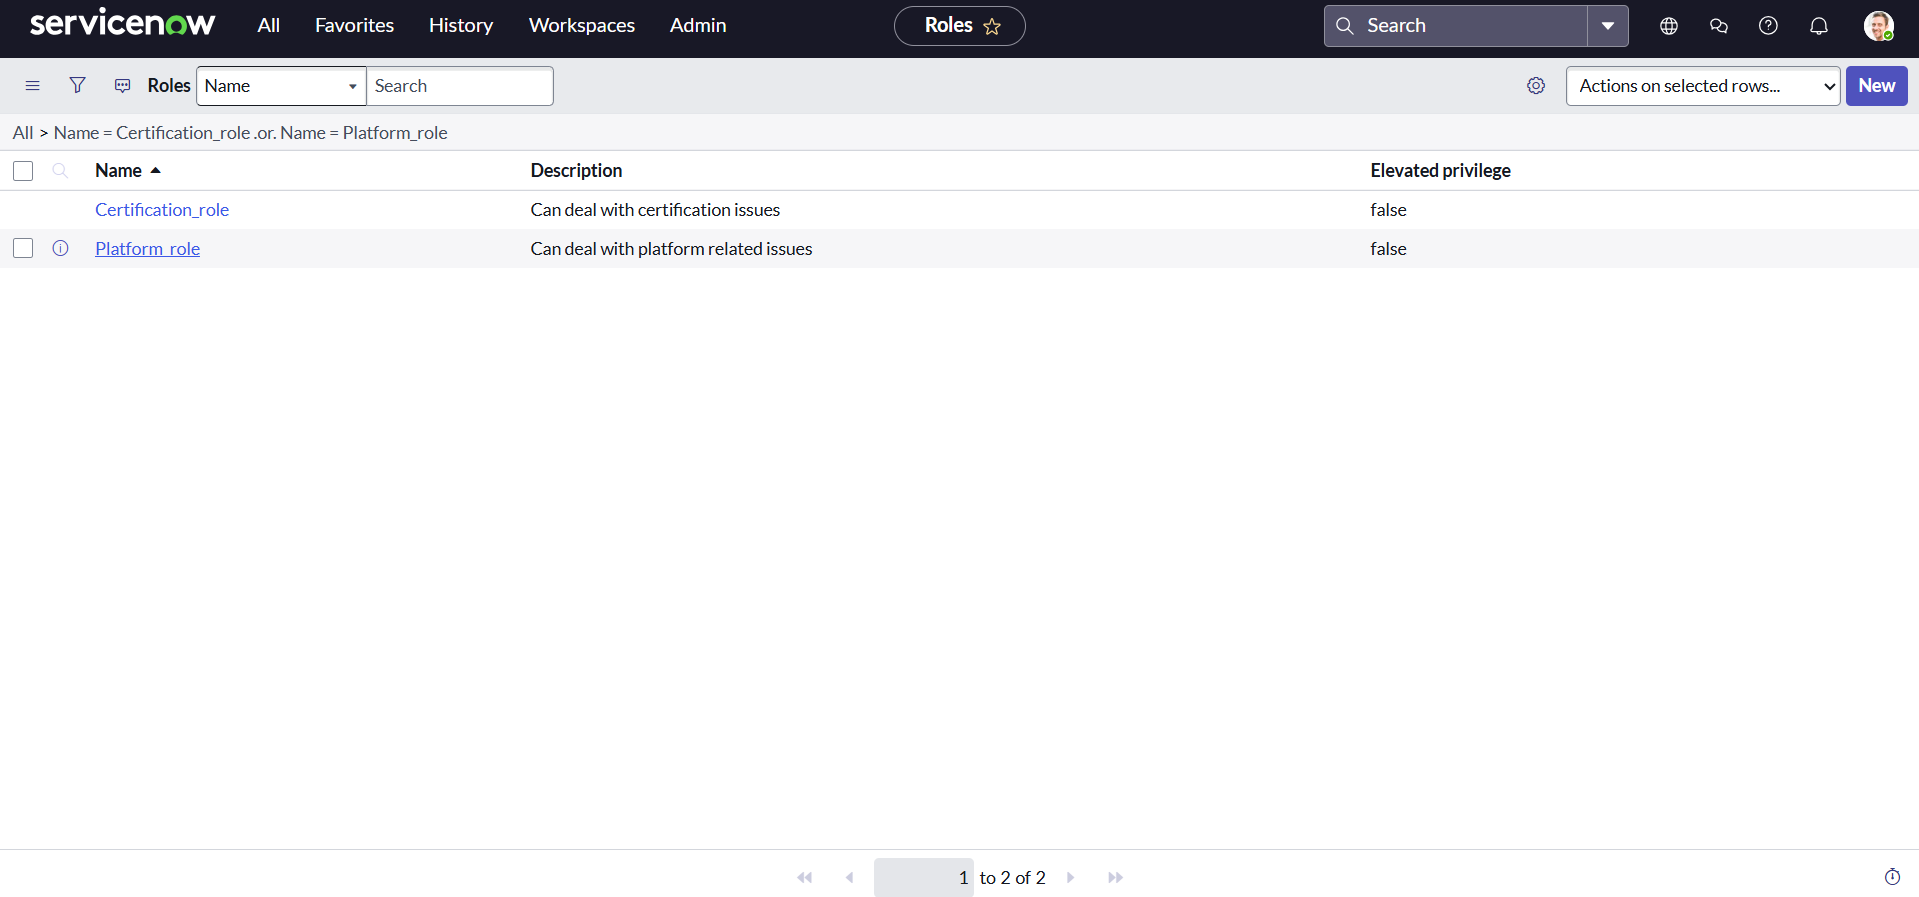 servicenow All Favorites History Workspaces Admin Roles Search
Roles Name Search Actions on selected rows... New
All > Name = Certification_role .or. Name = Platform_role
Name Description Elevated privilege
Certification_role Can deal with certification issues false
Platform_role Can deal with platform related issues false
1 to 2 of 2